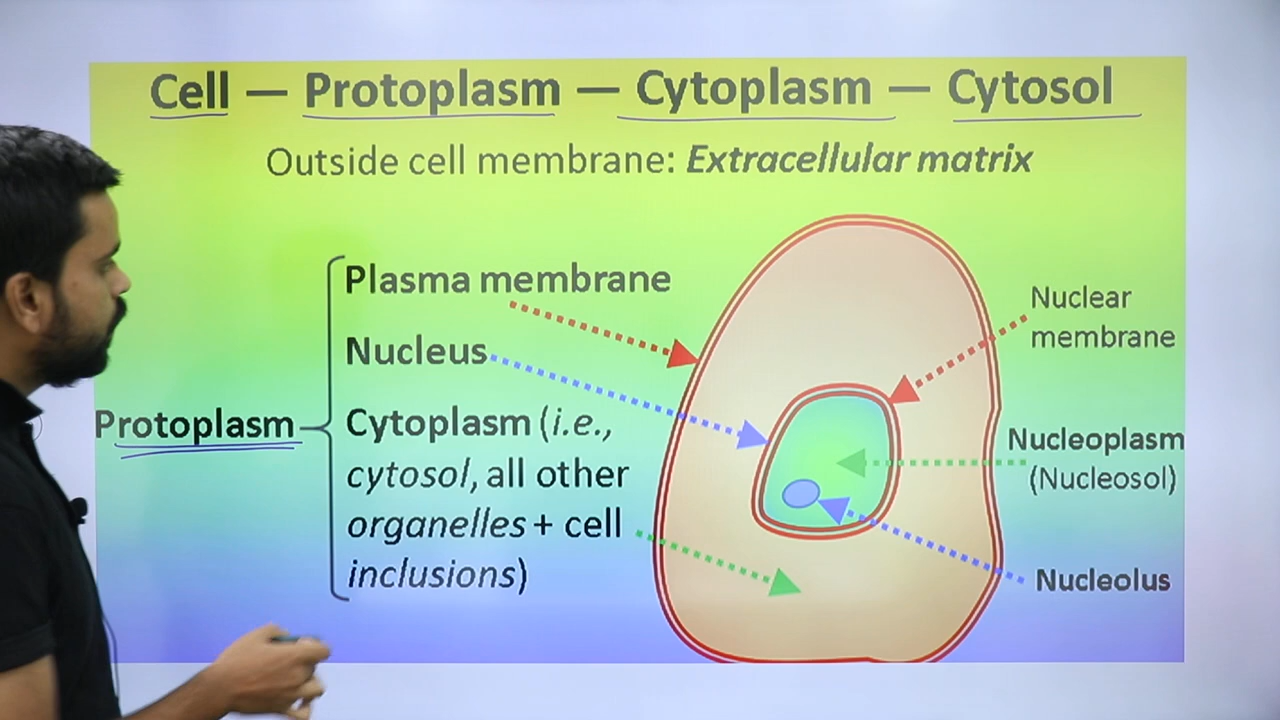 Cell — Protoplasm — Cytoplasm — Cytosol
Outside cell membrane: Extracellular matrix
Protoplasm
Plasma membrane
Nucleus
Cytoplasm (i.e.,
cytosol, all other
organelles + cell
inclusions)
Nuclear
membrane
Nucleoplasm
(Nucleosol)
Nucleolus